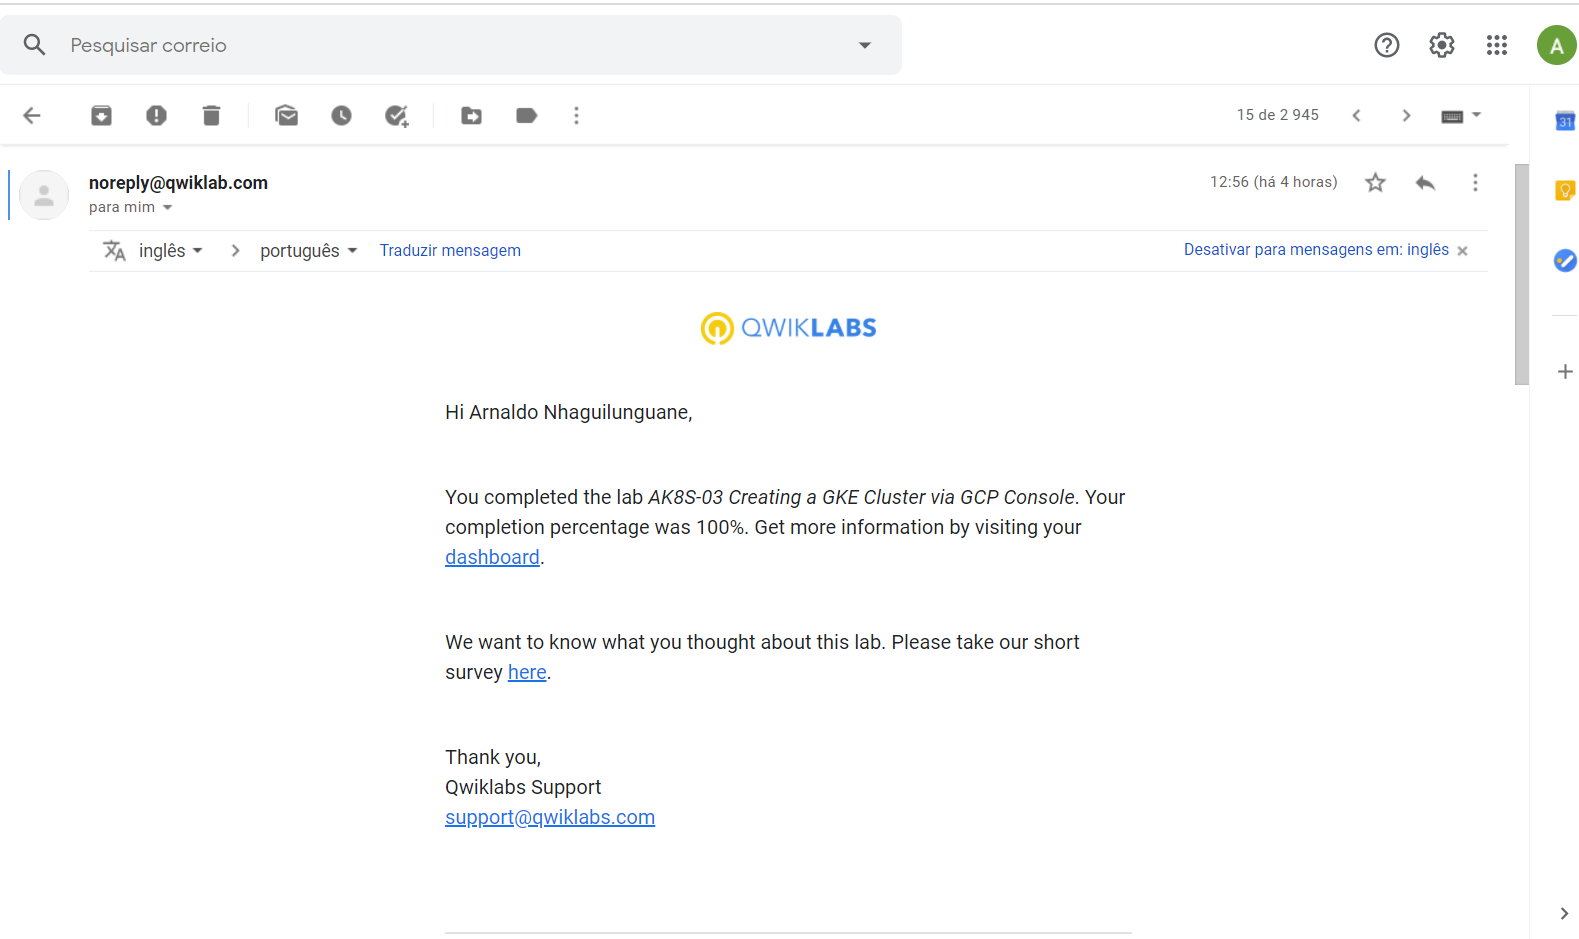 Pesquisar correio
A
15 de 2 945
31
noreply@qwiklab.com
12:56 (há 4 horas)
para mim
inglês
português
Traduzir mensagem
Desativar para mensagens em: inglês
QWIKLABS
Hi Arnaldo Nhaguilunguane,
You completed the lab AK8S-03 Creating a GKE Cluster via GCP Console. Your
completion percentage was 100%. Get more information by visiting your
dashboard.
We want to know what you thought about this lab. Please take our short
survey here.
Thank you,
Qwiklabs Support
support@qwiklabs.com